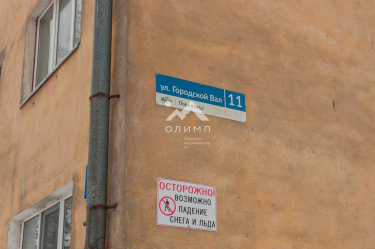 ул. Городской Вал 11
ОЛИМП
ОСТОРОЖНО!
ВОЗМОЖНО
ПАДЕНИЕ
СНЕГА И ЛЬДА